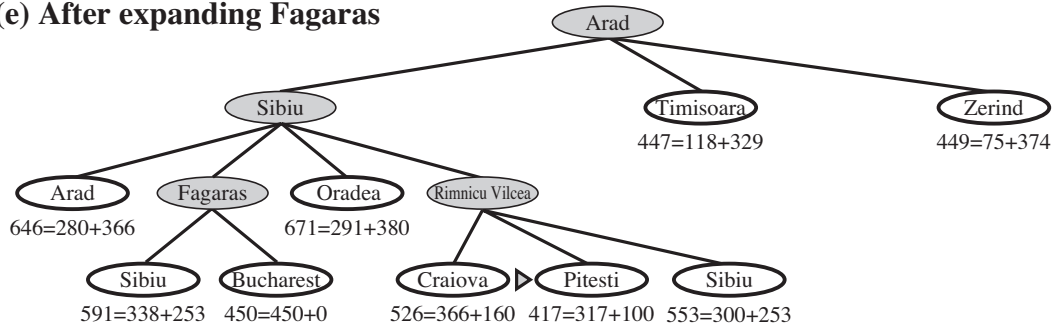 (e) After expanding Fagaras
Arad
Sibiu
Timisoara
Zerind
447=118+329
449=75+374
Arad
Fagaras
Oradea
Rimnicu Vilcea
646=280+366
671=291+380
Sibiu
Bucharest
Craiova
Pitesti
Sibiu
591=338+253
450=450+0
526=366+160
417=317+100
553=300+253